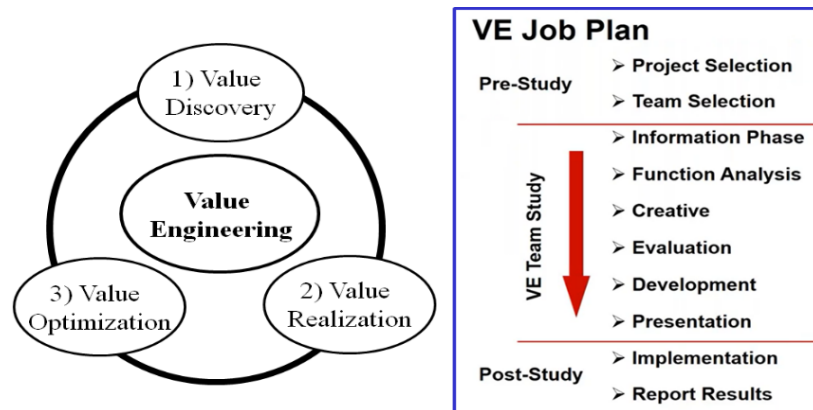 1) Value
Discovery
Value
Engineering
3) Value
Optimization
2) Value
Realization
VE Job Plan
Pre-Study
➢ Project Selection
➢ Team Selection
VE Team Study
➢ Information Phase
➢ Function Analysis
➢ Creative
➢ Evaluation
➢ Development
➢ Presentation
Post-Study
➢ Implementation
➢ Report Results